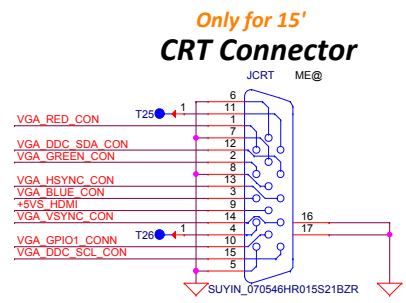 Only for 15'
CRT Connector
JCRT ME@
6
T25 1 11
VGA_RED_CON 1
7
VGA_DDC_SDA_CON 12
VGA_GREEN_CON 2
8
VGA_HSYNC_CON 13
VGA_BLUE_CON 3
+5VS_HDMI 9
VGA_VSYNC_CON 14 16
T26 1 4 17
VGA_GPIO1_CONN 10
VGA_DDC_SCL_CON 15
5
SUYIN_070546HR015S21BZR